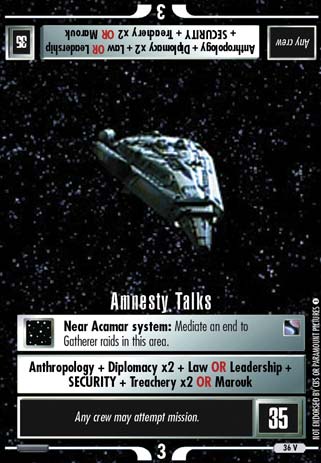 3
Anthropology + Diplomacy x2 + Law OR Leadership
+ SECURITY + Treachery x2 OR Marouk
35
Any crew
Amnesty Talks
Near Acamar system: Mediate an end to
Gatherer raids in this area.
Anthropology + Diplomacy x2 + Law OR Leadership +
SECURITY + Treachery x2 OR Marouk
Any crew may attempt mission.
35
3
36 V
NOT ENDORSED BY CBS OR PARAMOUNT PICTURES